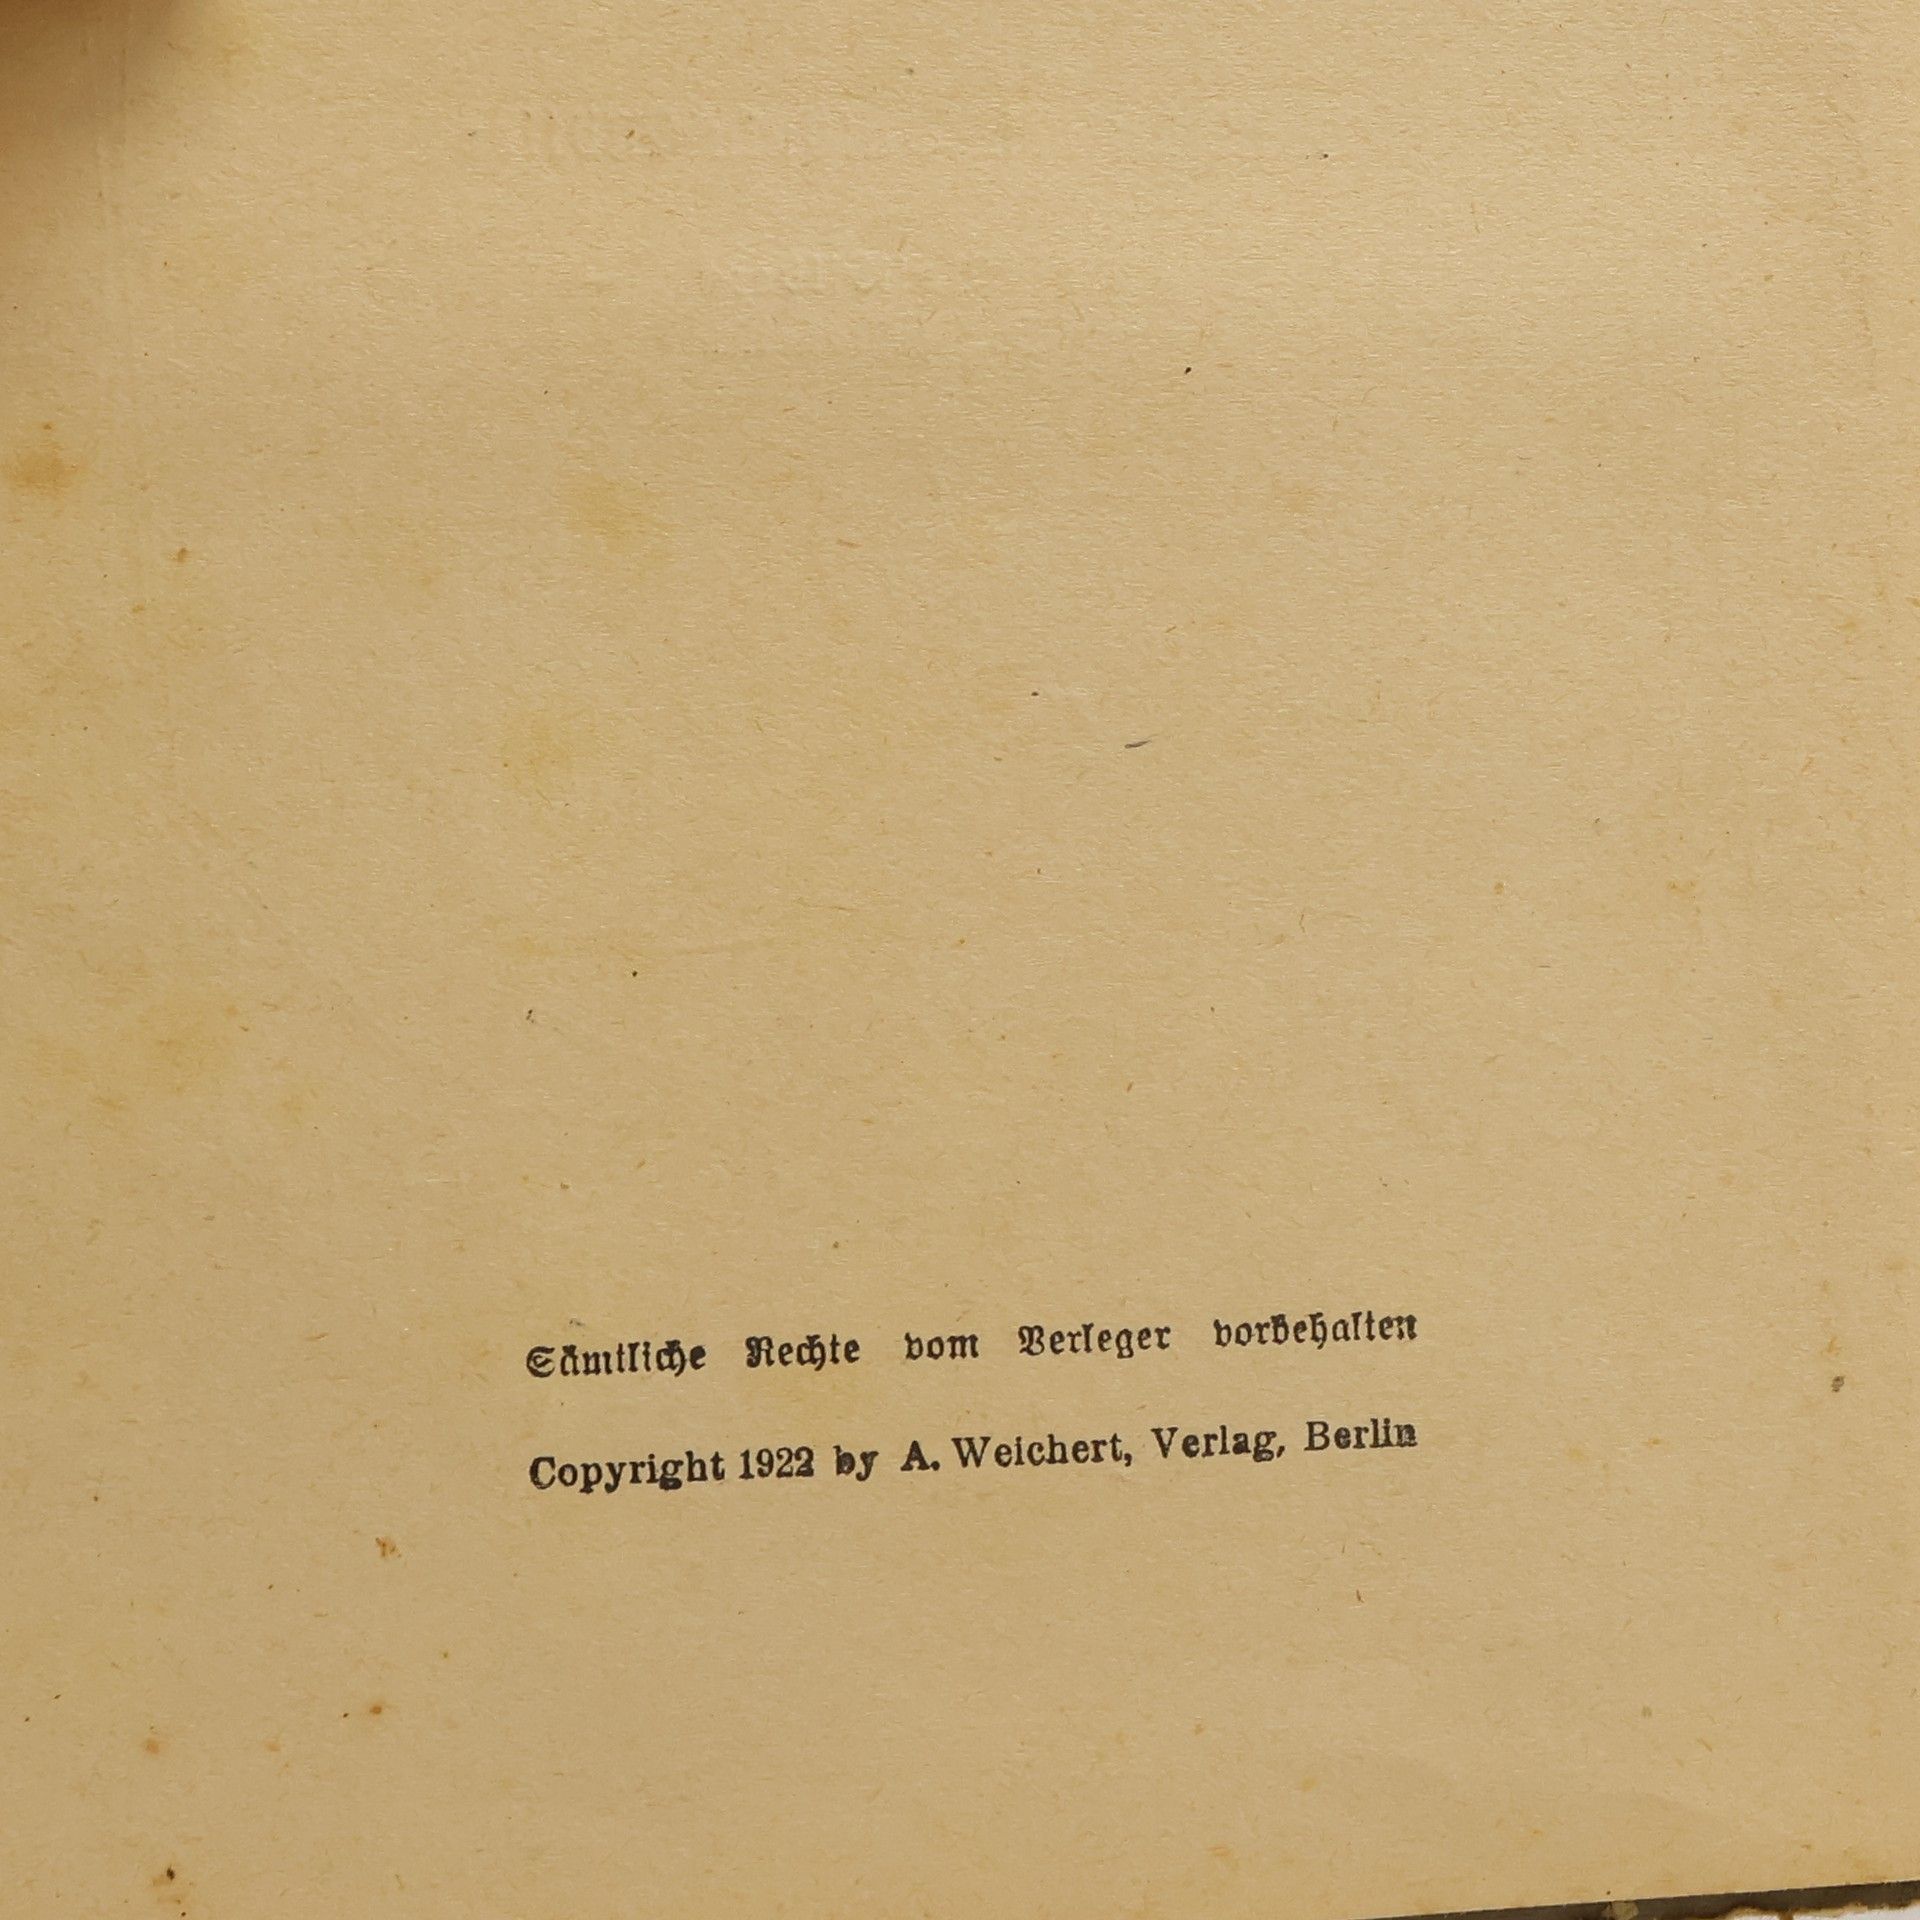 Sämtliche Rechte vom Verleger vorbehalten
Copyright 1922 by A. Weichert, Verlag, Berlin